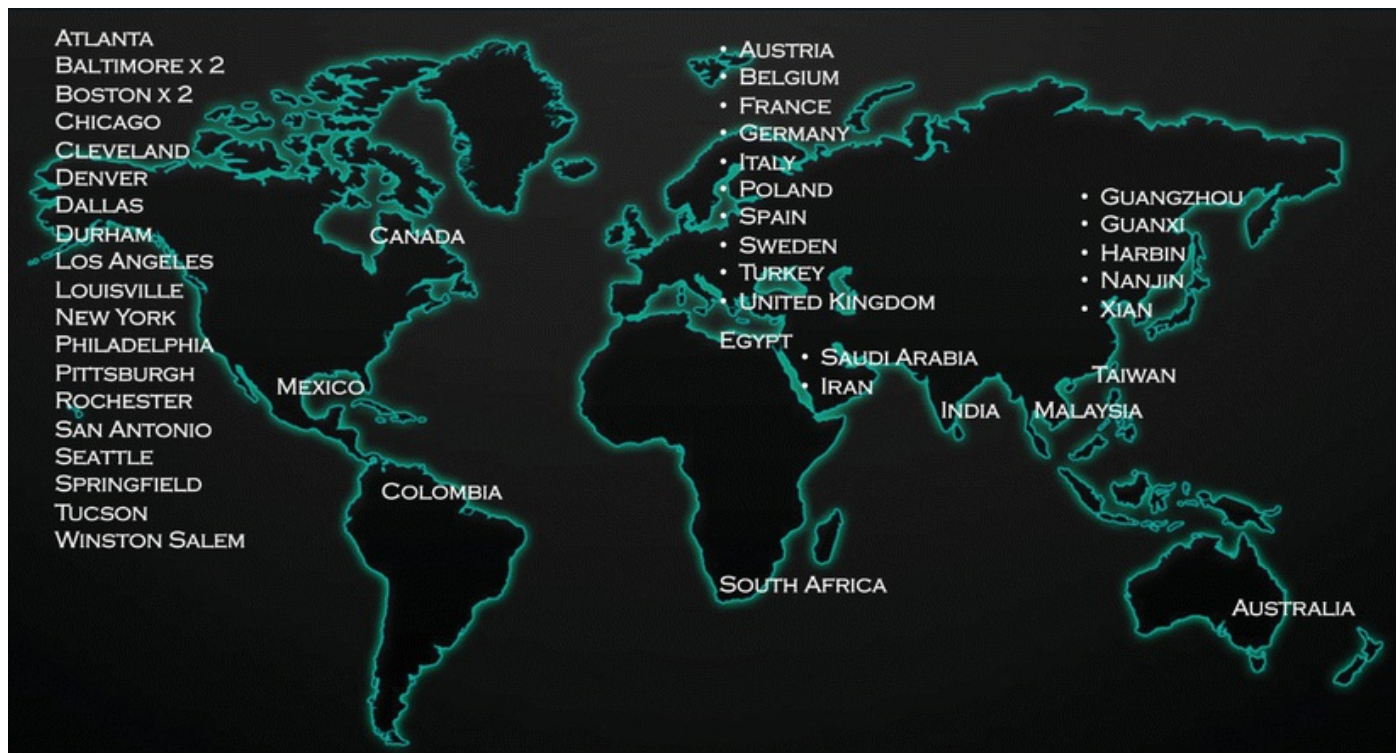 Atlanta
Baltimore x 2
Boston x 2
Chicago
Cleveland
Denver
Dallas
Durham
Los Angeles
Louisville
New York
Philadelphia
Pittsburgh
Rochester
San Antonio
Seattle
Springfield
Tucson
Winston Salem
Canada
Mexico
Colombia
• Austria
• Belgium
• France
• Germany
• Italy
• Poland
• Spain
• Sweden
• Turkey
• United Kingdom
Egypt
• Saudi Arabia
• Iran
South Africa
• Guangzhou
• Guanxi
• Harbin
• Nanjin
• Xian
Taiwan
India
Malaysia
Australia